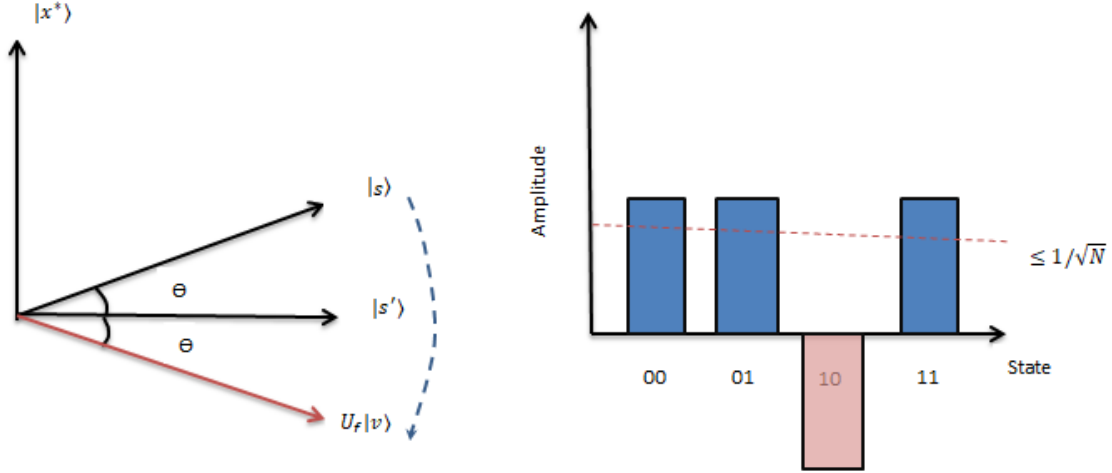 |x*⟩
|s⟩
Θ
|s'⟩
Θ
U_f|v⟩
Amplitude
≤ 1/√N
00 01 10 11
State